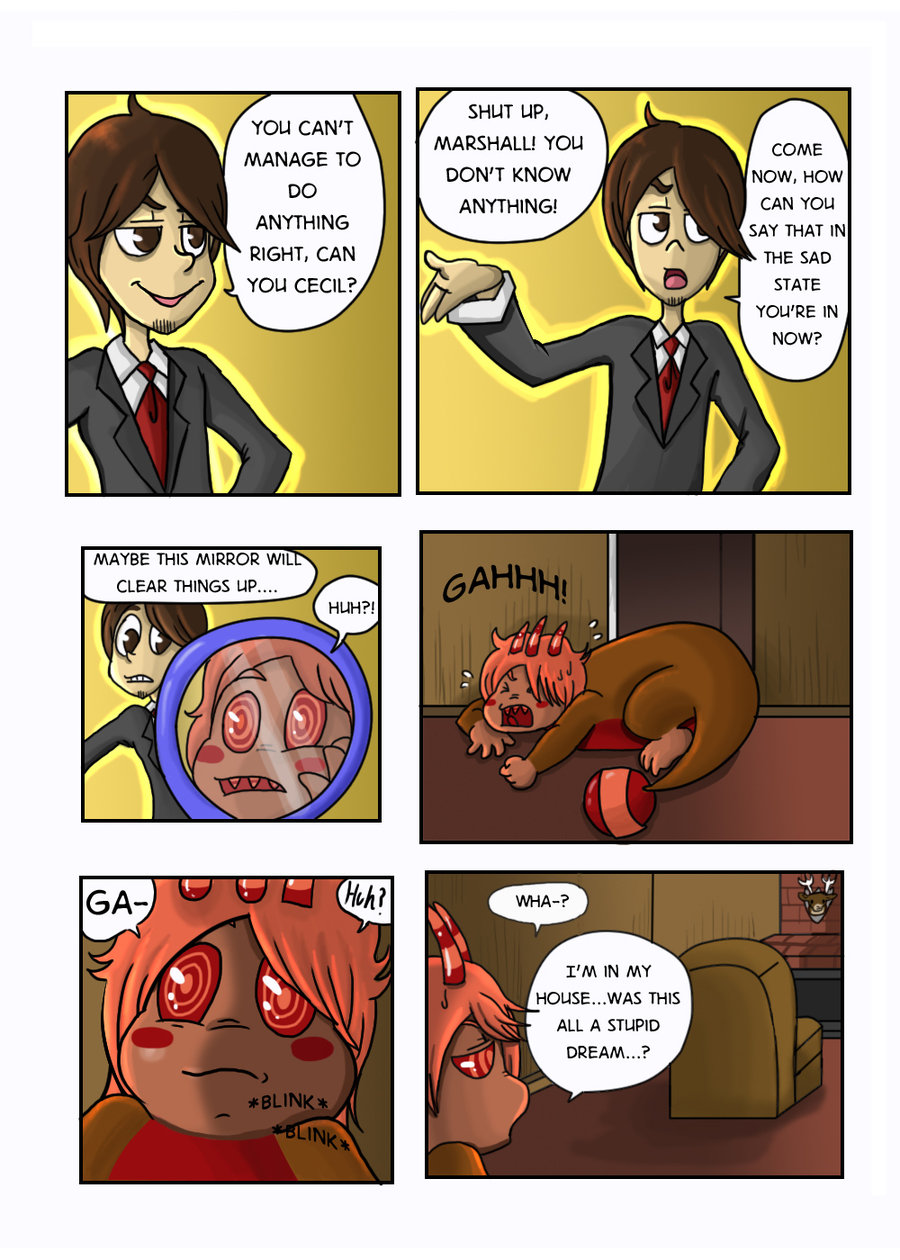 YOU CAN'T
MANAGE TO
DO
ANYTHING
RIGHT, CAN
YOU CECIL?
SHUT UP,
MARSHALL! YOU
DON'T KNOW
ANYTHING!
COME
NOW, HOW
CAN YOU
SAY THAT IN
THE SAD
STATE
YOU'RE IN
NOW?
MAYBE THIS MIRROR WILL
CLEAR THINGS UP....
HUH?!
GAHHH!
GA-
Huh?
*BLINK*
*BLINK*
WHA-?
I'M IN MY
HOUSE...WAS THIS
ALL A STUPID
DREAM...?